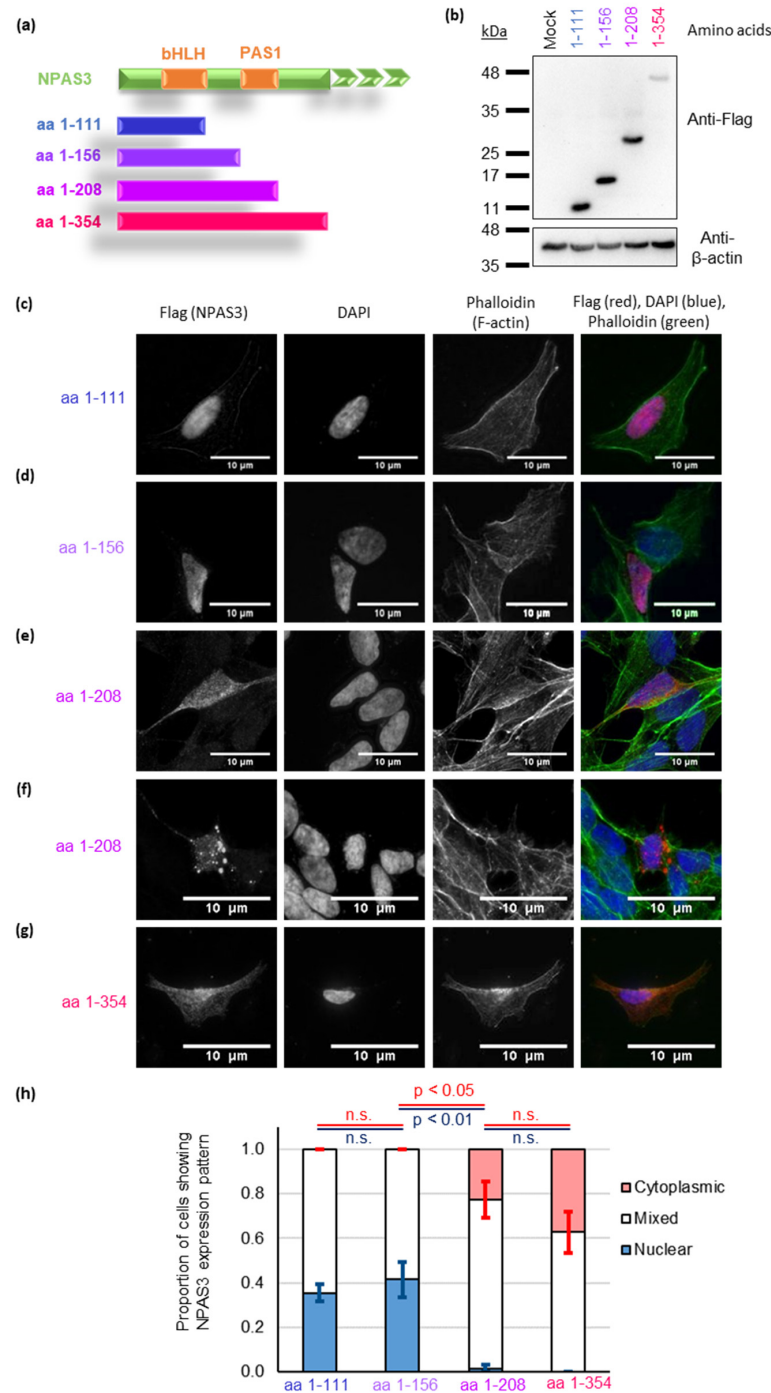 (a)
bHLH PAS1
NPAS3
aa 1-111
aa 1-156
aa 1-208
aa 1-354
(b)
kDa Mock 1-111 1-156 1-208 1-354 Amino acids
48
35
25
17
11
Anti-Flag
48
35
Anti-
β-actin
(c)
Flag (NPAS3) DAPI Phalloidin Flag (red), DAPI (blue),
(F-actin) Phalloidin (green)
aa 1-111
10 µm 10 µm 10 µm 10 µm
(d)
aa 1-156
10 µm 10 µm 10 µm 10 µm
(e)
aa 1-208
10 µm 10 µm 10 µm 10 µm
(f)
aa 1-208
10 µm 10 µm 10 µm 10 µm
(g)
aa 1-354
10 µm 10 µm 10 µm 10 µm
(h)
p < 0.05
n.s. p < 0.01 n.s.
n.s. n.s.
Proportion of cells showing
NPAS3 expression pattern
1.0
0.8
0.6
0.4
0.2
0.0
Cytoplasmic
Mixed
Nuclear
aa 1-111 aa 1-156 aa 1-208 aa 1-354